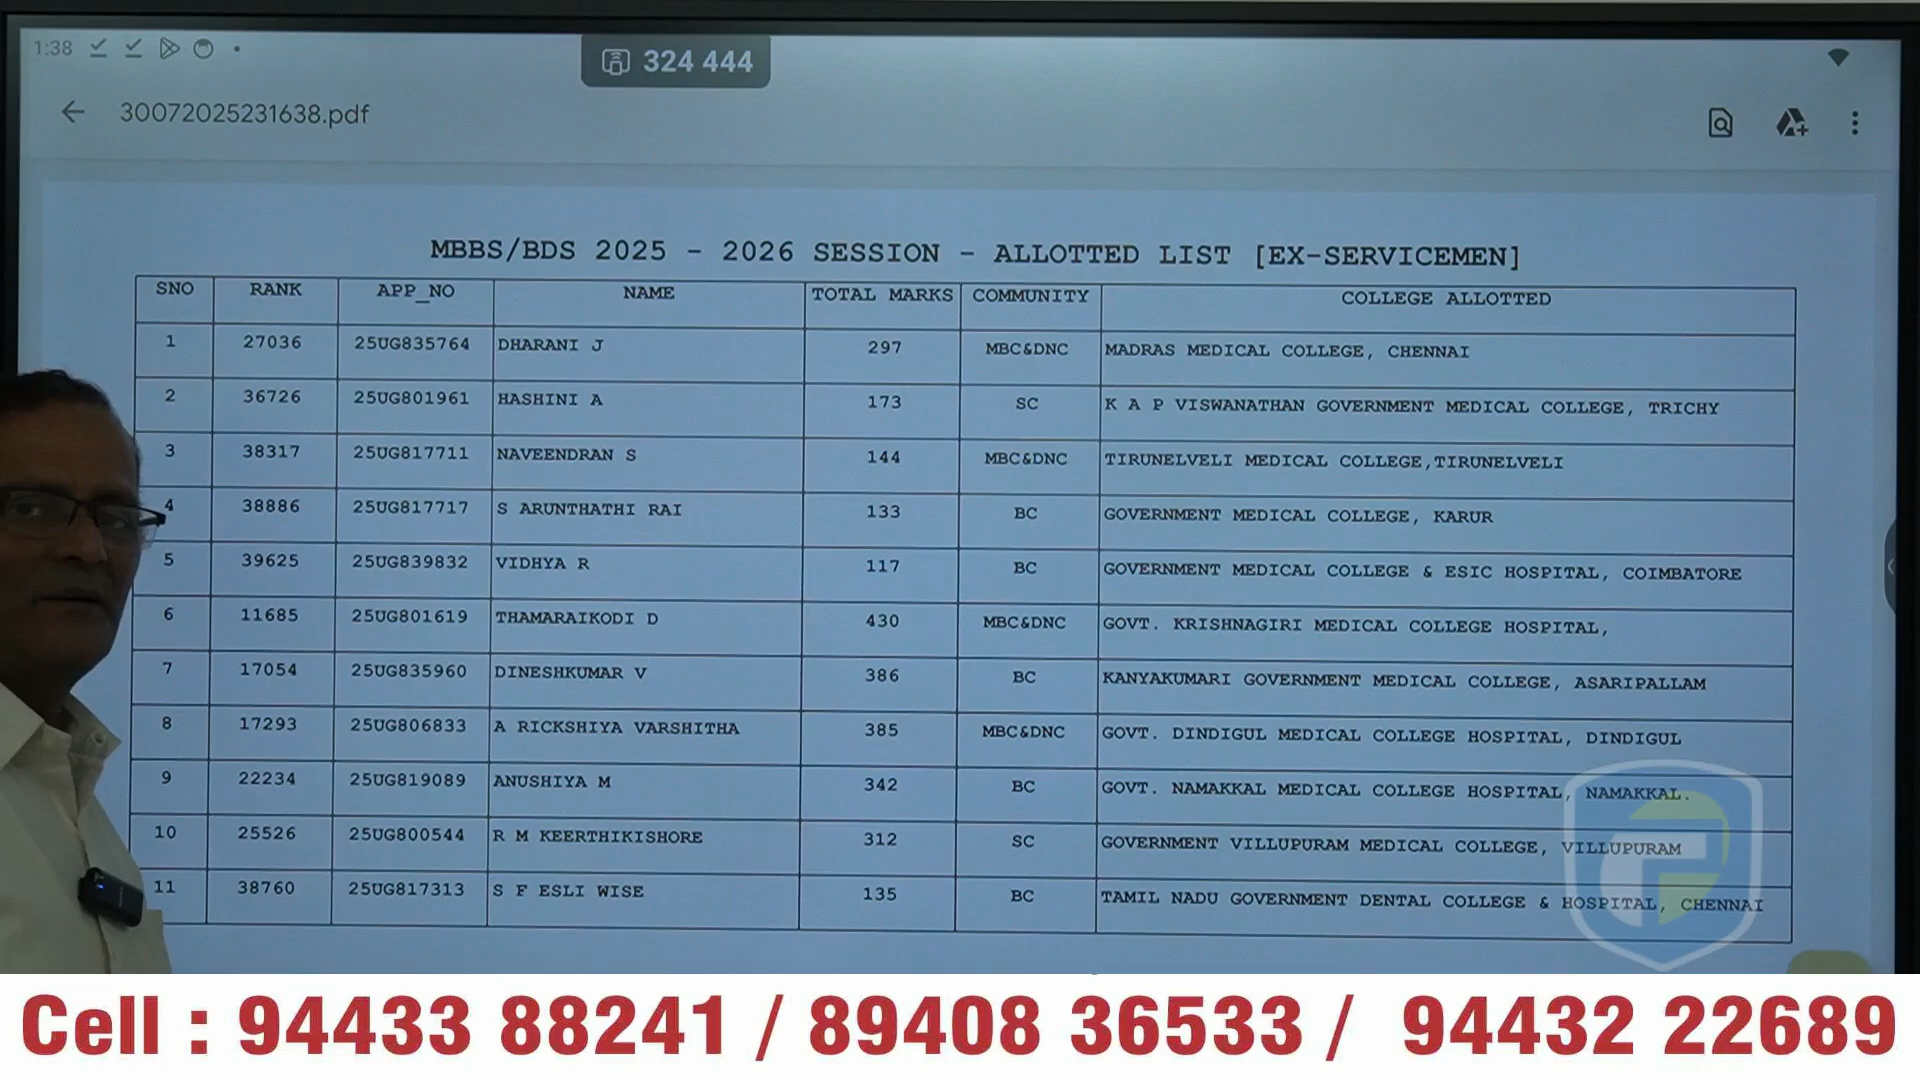 1:38
324 444
30072025231638.pdf
MBBS/BDS 2025 - 2026 SESSION - ALLOTTED LIST [EX-SERVICEMEN]
SNO RANK APP_NO NAME TOTAL MARKS COMMUNITY COLLEGE ALLOTTED
1 27036 25UG835764 DHARANI J 297 MBC&DNC MADRAS MEDICAL COLLEGE, CHENNAI
2 36726 25UG801961 HASHINI A 173 SC K A P VISWANATHAN GOVERNMENT MEDICAL COLLEGE, TRICHY
3 38317 25UG817711 NAVEENDRAN S 144 MBC&DNC TIRUNELVELI MEDICAL COLLEGE,TIRUNELVELI
4 38886 25UG817717 S ARUNTHATHI RAI 133 BC GOVERNMENT MEDICAL COLLEGE, KARUR
5 39625 25UG839832 VIDHYA R 117 BC GOVERNMENT MEDICAL COLLEGE & ESIC HOSPITAL, COIMBATORE
6 11685 25UG801619 THAMARAIKODI D 430 MBC&DNC GOVT. KRISHNAGIRI MEDICAL COLLEGE HOSPITAL,
7 17054 25UG835960 DINESHKUMAR V 386 BC KANYAKUMARI GOVERNMENT MEDICAL COLLEGE, ASARIPALLAM
8 17293 25UG806833 A RICKSHIYA VARSHITHA 385 MBC&DNC GOVT. DINDIGUL MEDICAL COLLEGE HOSPITAL, DINDIGUL
9 22234 25UG819089 ANUSHIYA M 342 BC GOVT. NAMAKKAL MEDICAL COLLEGE HOSPITAL, NAMAKKAL.
10 25526 25UG800544 R M KEERTHIKISHORE 312 SC GOVERNMENT VILLUPURAM MEDICAL COLLEGE, VILLUPURAM
11 38760 25UG817313 S F ESLI WISE 135 BC TAMIL NADU GOVERNMENT DENTAL COLLEGE & HOSPITAL, CHENNAI
Cell : 94433 88241 / 89408 36533 / 94432 22689